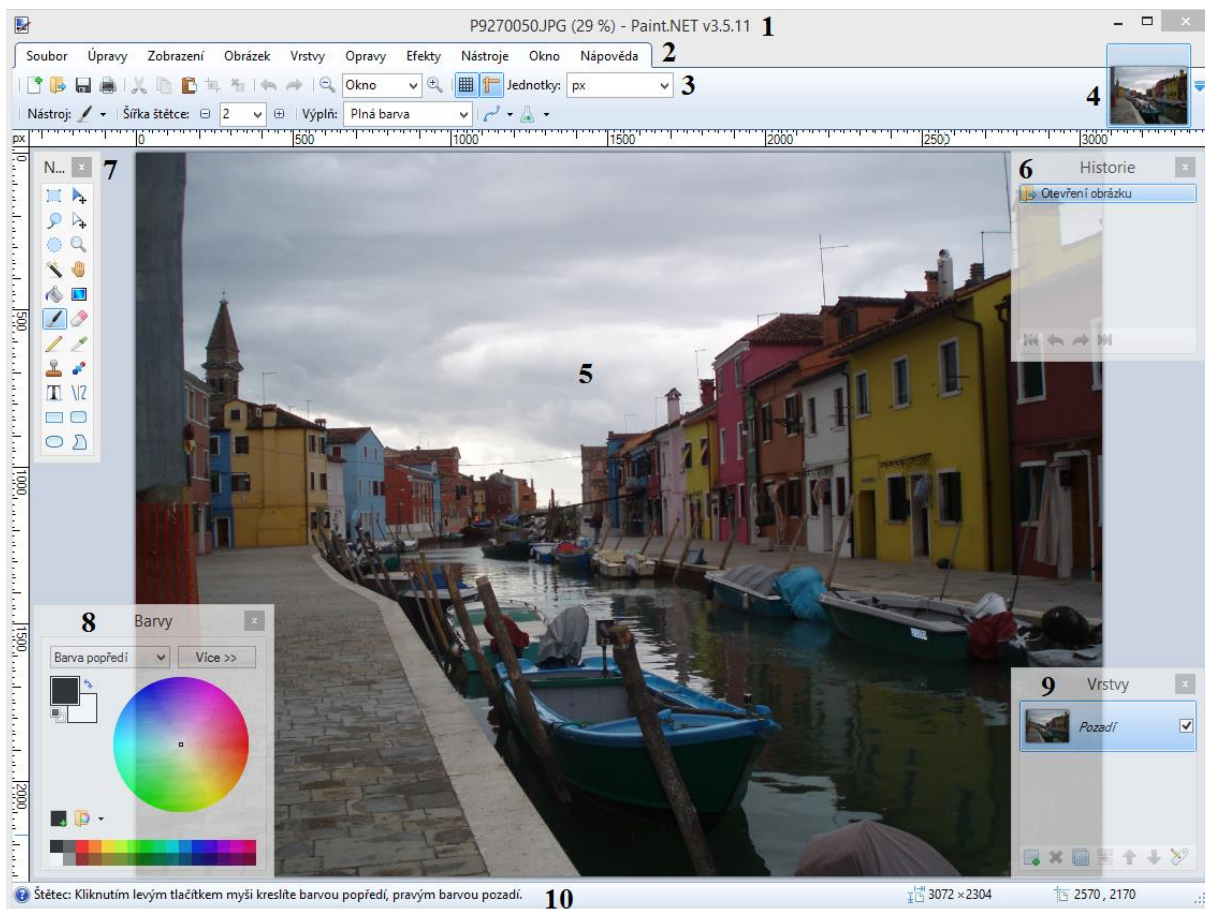 P9270050.JPG (29 %) - Paint.NET v3.5.11 1
Soubor Úpravy Zobrazení Obrázek Vrstvy Opravy Efekty Nástroje Okno Nápověda 2
Okno Jednotky: px 3
4
Nástroj: Šířka štětce: 2 Výplň: Plná barva
px 0 500 1000 1500 2000 2500 3000
N... 7
6 Historie
Otevření obrázku
0
500
1000
1500
2000
5
8 Barvy
Barva popředí Více >>
9 Vrstvy
Pozadí
Štětec: Kliknutím levým tlačítkem myši kreslíte barvou popředí, pravým barvou pozadí. 10 3072 ×2304 2570 , 2170